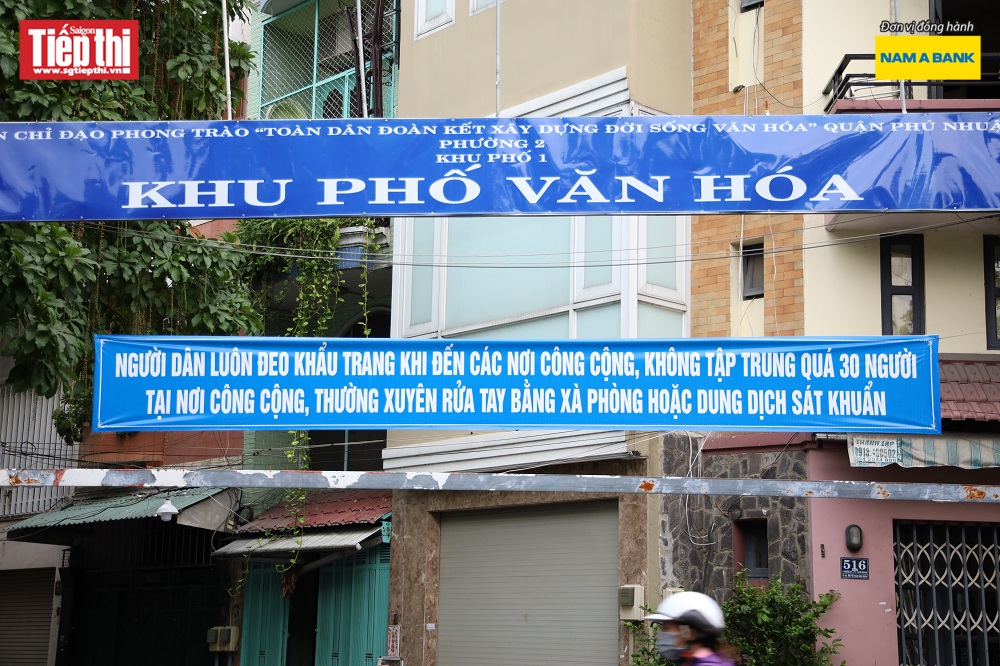 Saigon
Tiếp thị
www.sgtiepthi.vn
Đơn vị đồng hành
NAM A BANK
CHỈ ĐẠO PHONG TRÀO “TOÀN DÂN ĐOÀN KẾT XÂY DỰNG ĐỜI SỐNG VĂN HÓA” QUẬN PHÚ NHUẬ
PHƯỜNG 2
KHU PHỐ 1
KHU PHỐ VĂN HÓA
NGƯỜI DÂN LUÔN ĐEO KHẨU TRANG KHI ĐẾN CÁC NƠI CÔNG CỘNG, KHÔNG TẬP TRUNG QUÁ 30 NGƯỜI
TẠI NƠI CÔNG CỘNG, THƯỜNG XUYÊN RỬA TAY BẰNG XÀ PHÒNG HOẶC DUNG DỊCH SÁT KHUẨN
THANH LAP
516